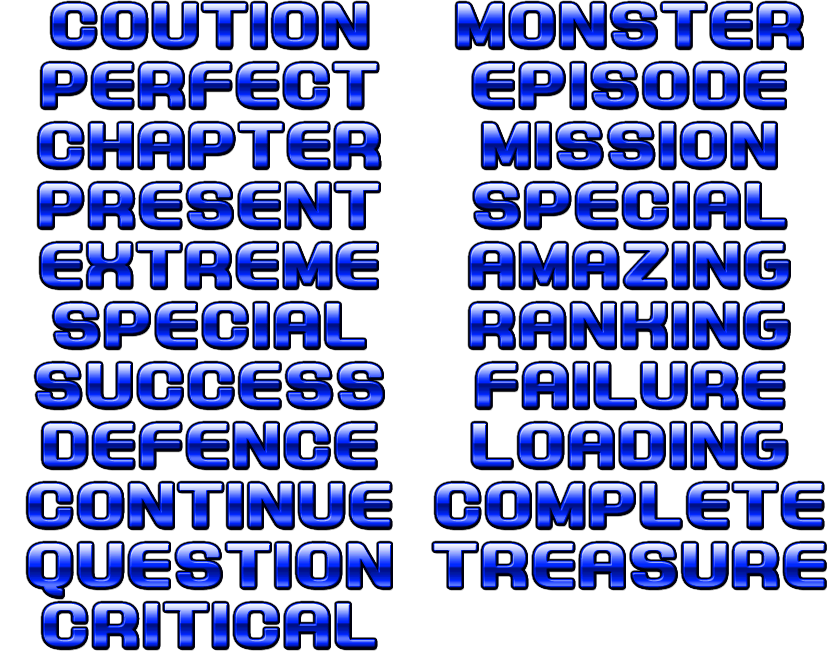 COUTION
PERFECT
CHAPTER
PRESENT
EXTREME
SPECIAL
SUCCESS
DEFENCE
CONTINUE
QUESTION
CRITICAL
MONSTER
EPISODE
MISSION
SPECIAL
AMAZING
RANKING
FAILURE
LOADING
COMPLETE
TREASURE